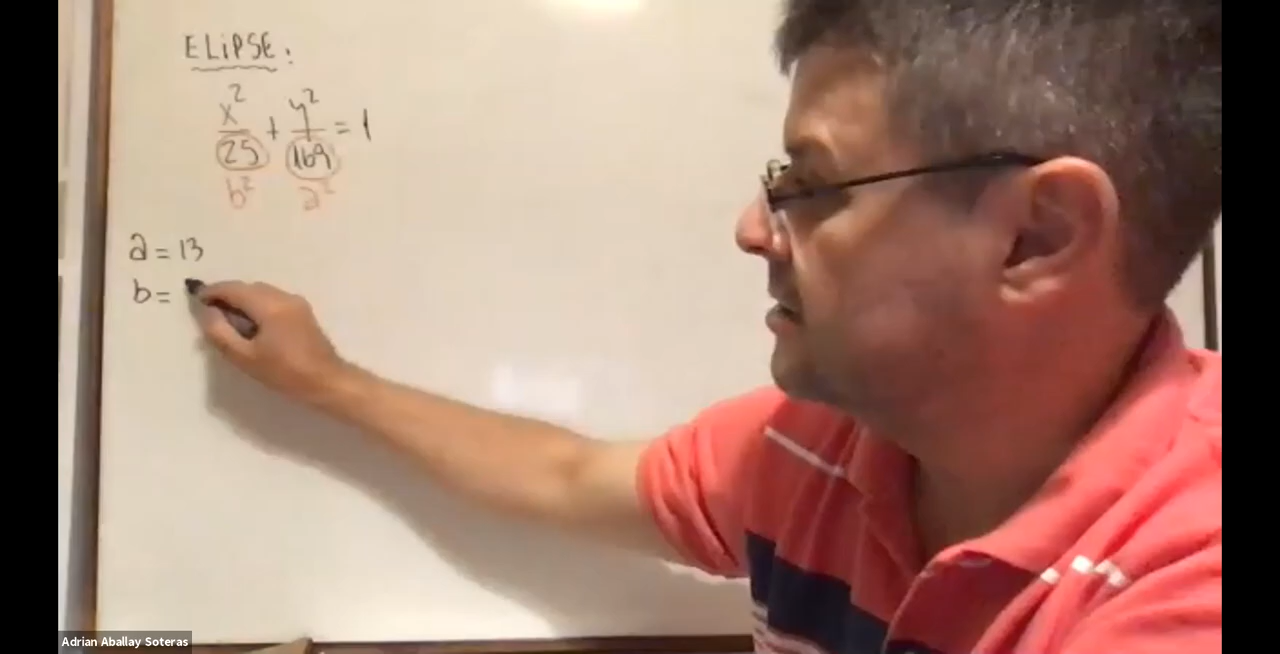 ELIPSE:
x² + y² = 1
25 169
b² a²
a = 13
b =
Adrian Aballay Soteras